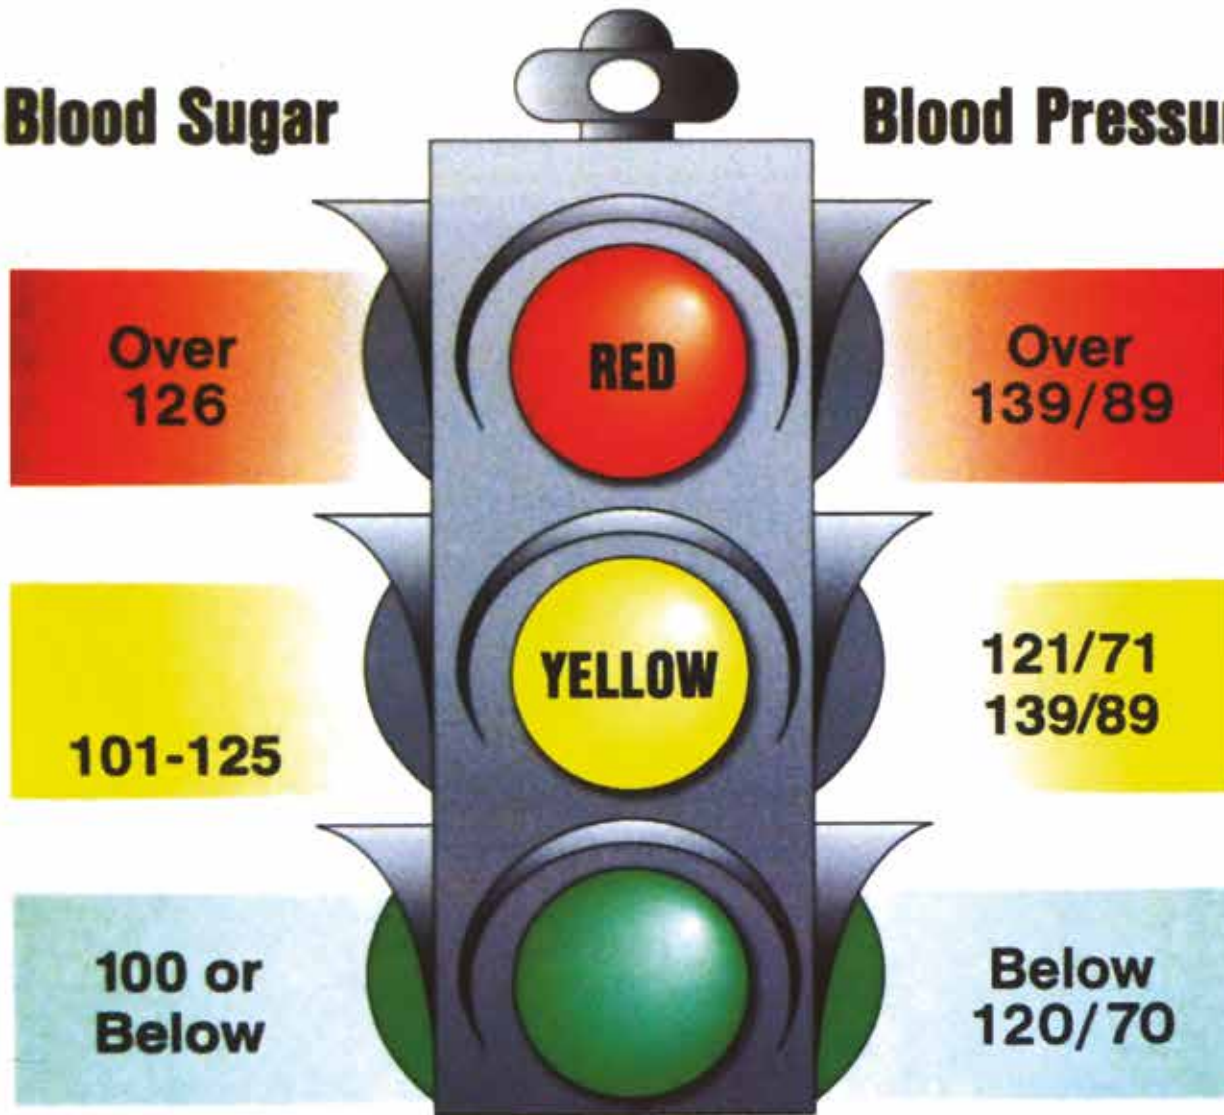 Blood Sugar
Blood Pressur
Over
126
RED
Over
139/89
101-125
YELLOW
121/71
139/89
100 or
Below
Below
120/70